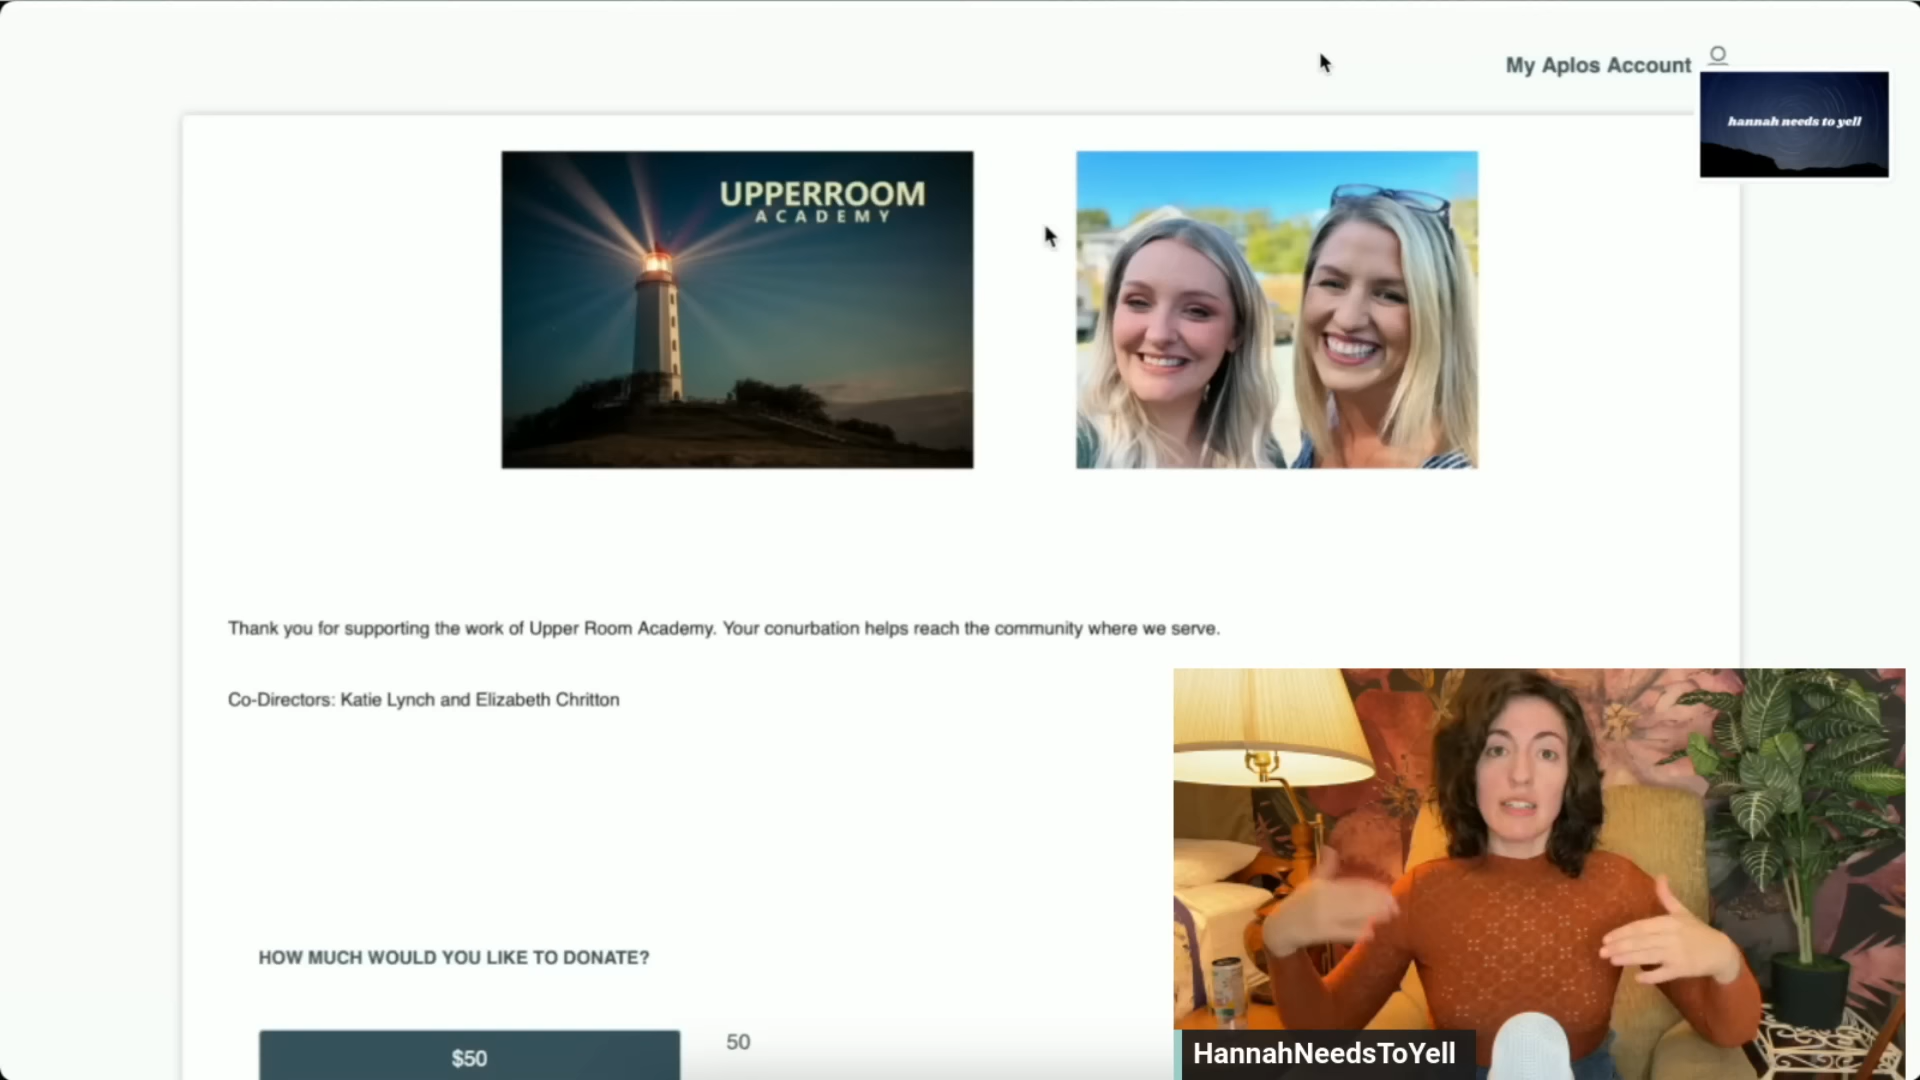 My Aplos Account
hannah needs to yell
UPPERROOM
ACADEMY
Thank you for supporting the work of Upper Room Academy. Your conurbation helps reach the community where we serve.
Co-Directors: Katie Lynch and Elizabeth Chritton
HOW MUCH WOULD YOU LIKE TO DONATE?
$50
50
HannahNeedsToYell